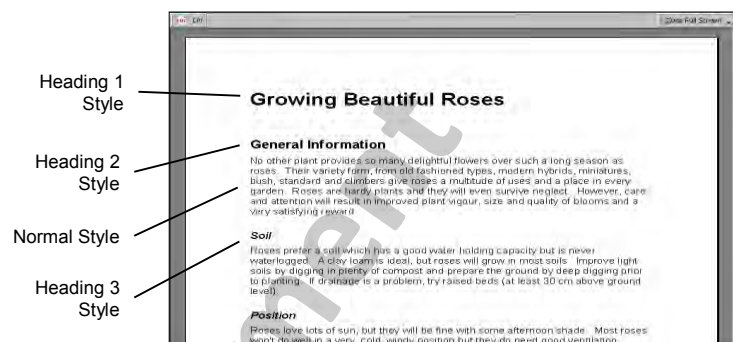 Edit
Close Full Screen
Heading 1
Style
Growing Beautiful Roses
Heading 2
Style
General Information
No other plant provides so many delightful flowers over such a long season as
roses. Their variety form, from old fashioned types, modern hybrids, miniatures,
bush, standard and climbers give roses a multitude of uses and a place in every
garden. Roses are hardy plants and they will even survive neglect. However, care
and attention will result in improved plant vigour, size and quality of blooms and a
very satisfying reward.
Normal Style
Soil
Roses prefer a soil which has a good water holding capacity but is never
waterlogged. A clay loam is ideal, but roses will grow in most soils. Improve light
soils by digging in plenty of compost and prepare the ground by deep digging prior
to planting. If drainage is a problem, try raised beds (at least 30 cm above ground
level).
Heading 3
Style
Position
Roses love lots of sun, but they will be fine with some afternoon shade. Most roses
won't do well in a very, cold, windy position but they do need good ventilation.
ment